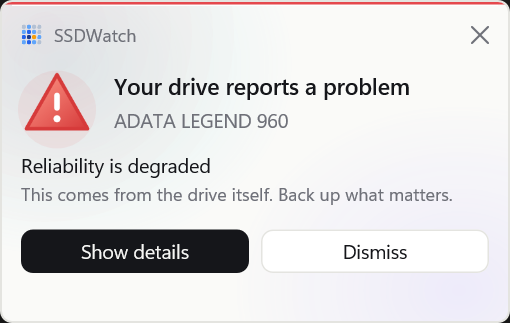 SSDWatch
Your drive reports a problem
ADATA LEGEND 960
Reliability is degraded
This comes from the drive itself. Back up what matters.
Show details
Dismiss